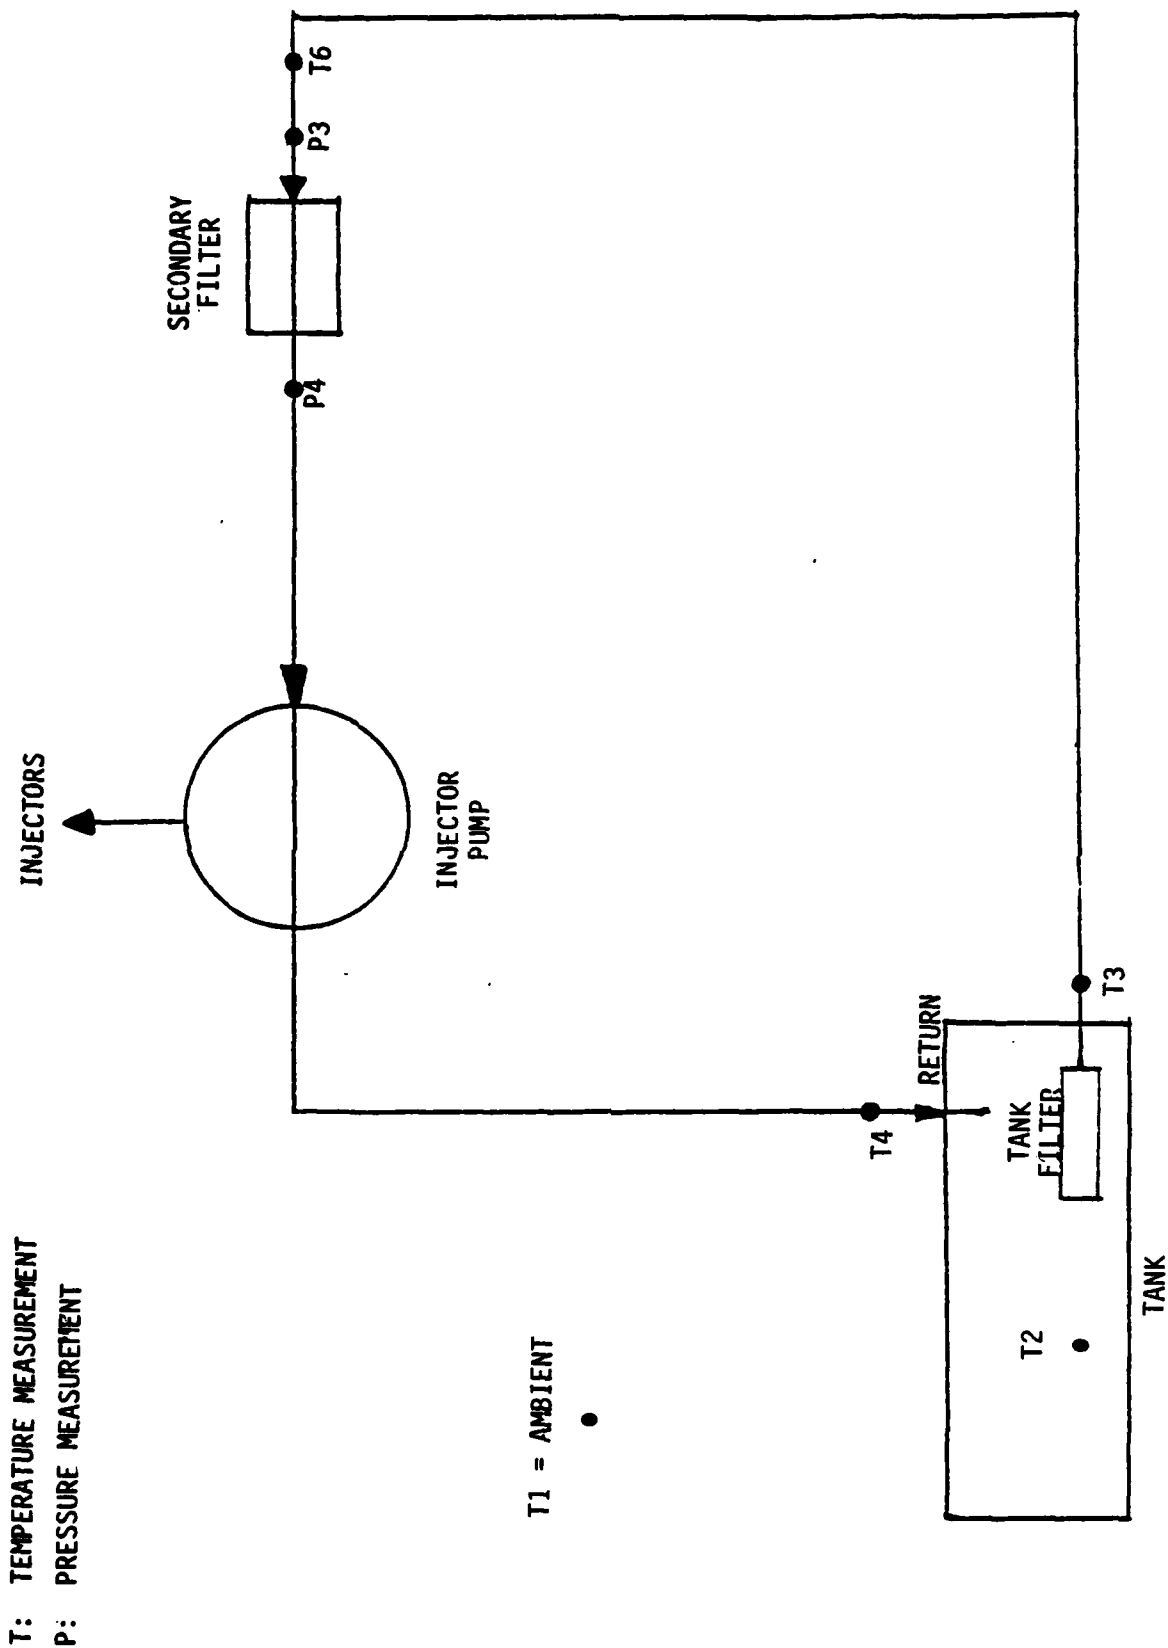 T: TEMPERATURE MEASUREMENT
P: PRESSURE MEASUREMENT
INJECTORS
SECONDARY
FILTER
T6
P3
P4
INJECTOR
PUMP
T1 = AMBIENT
T4
RETURN
TANK
FILTER
T2
T3
TANK